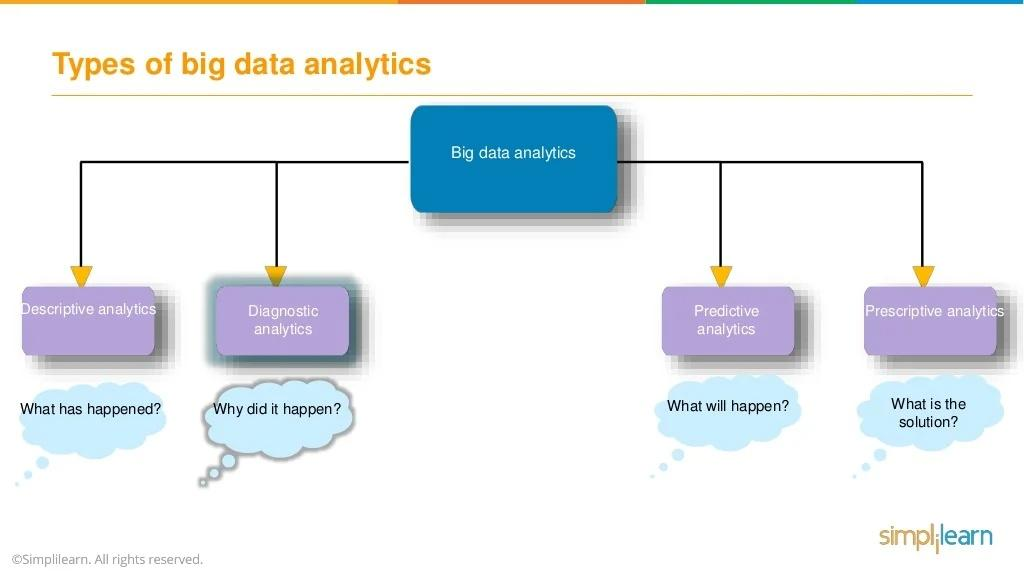 Types of big data analytics
Big data analytics
Descriptive analytics
Diagnostic
analytics
Predictive
analytics
Prescriptive analytics
What has happened?
Why did it happen?
What will happen?
What is the
solution?
simplilearn
©Simplilearn. All rights reserved.